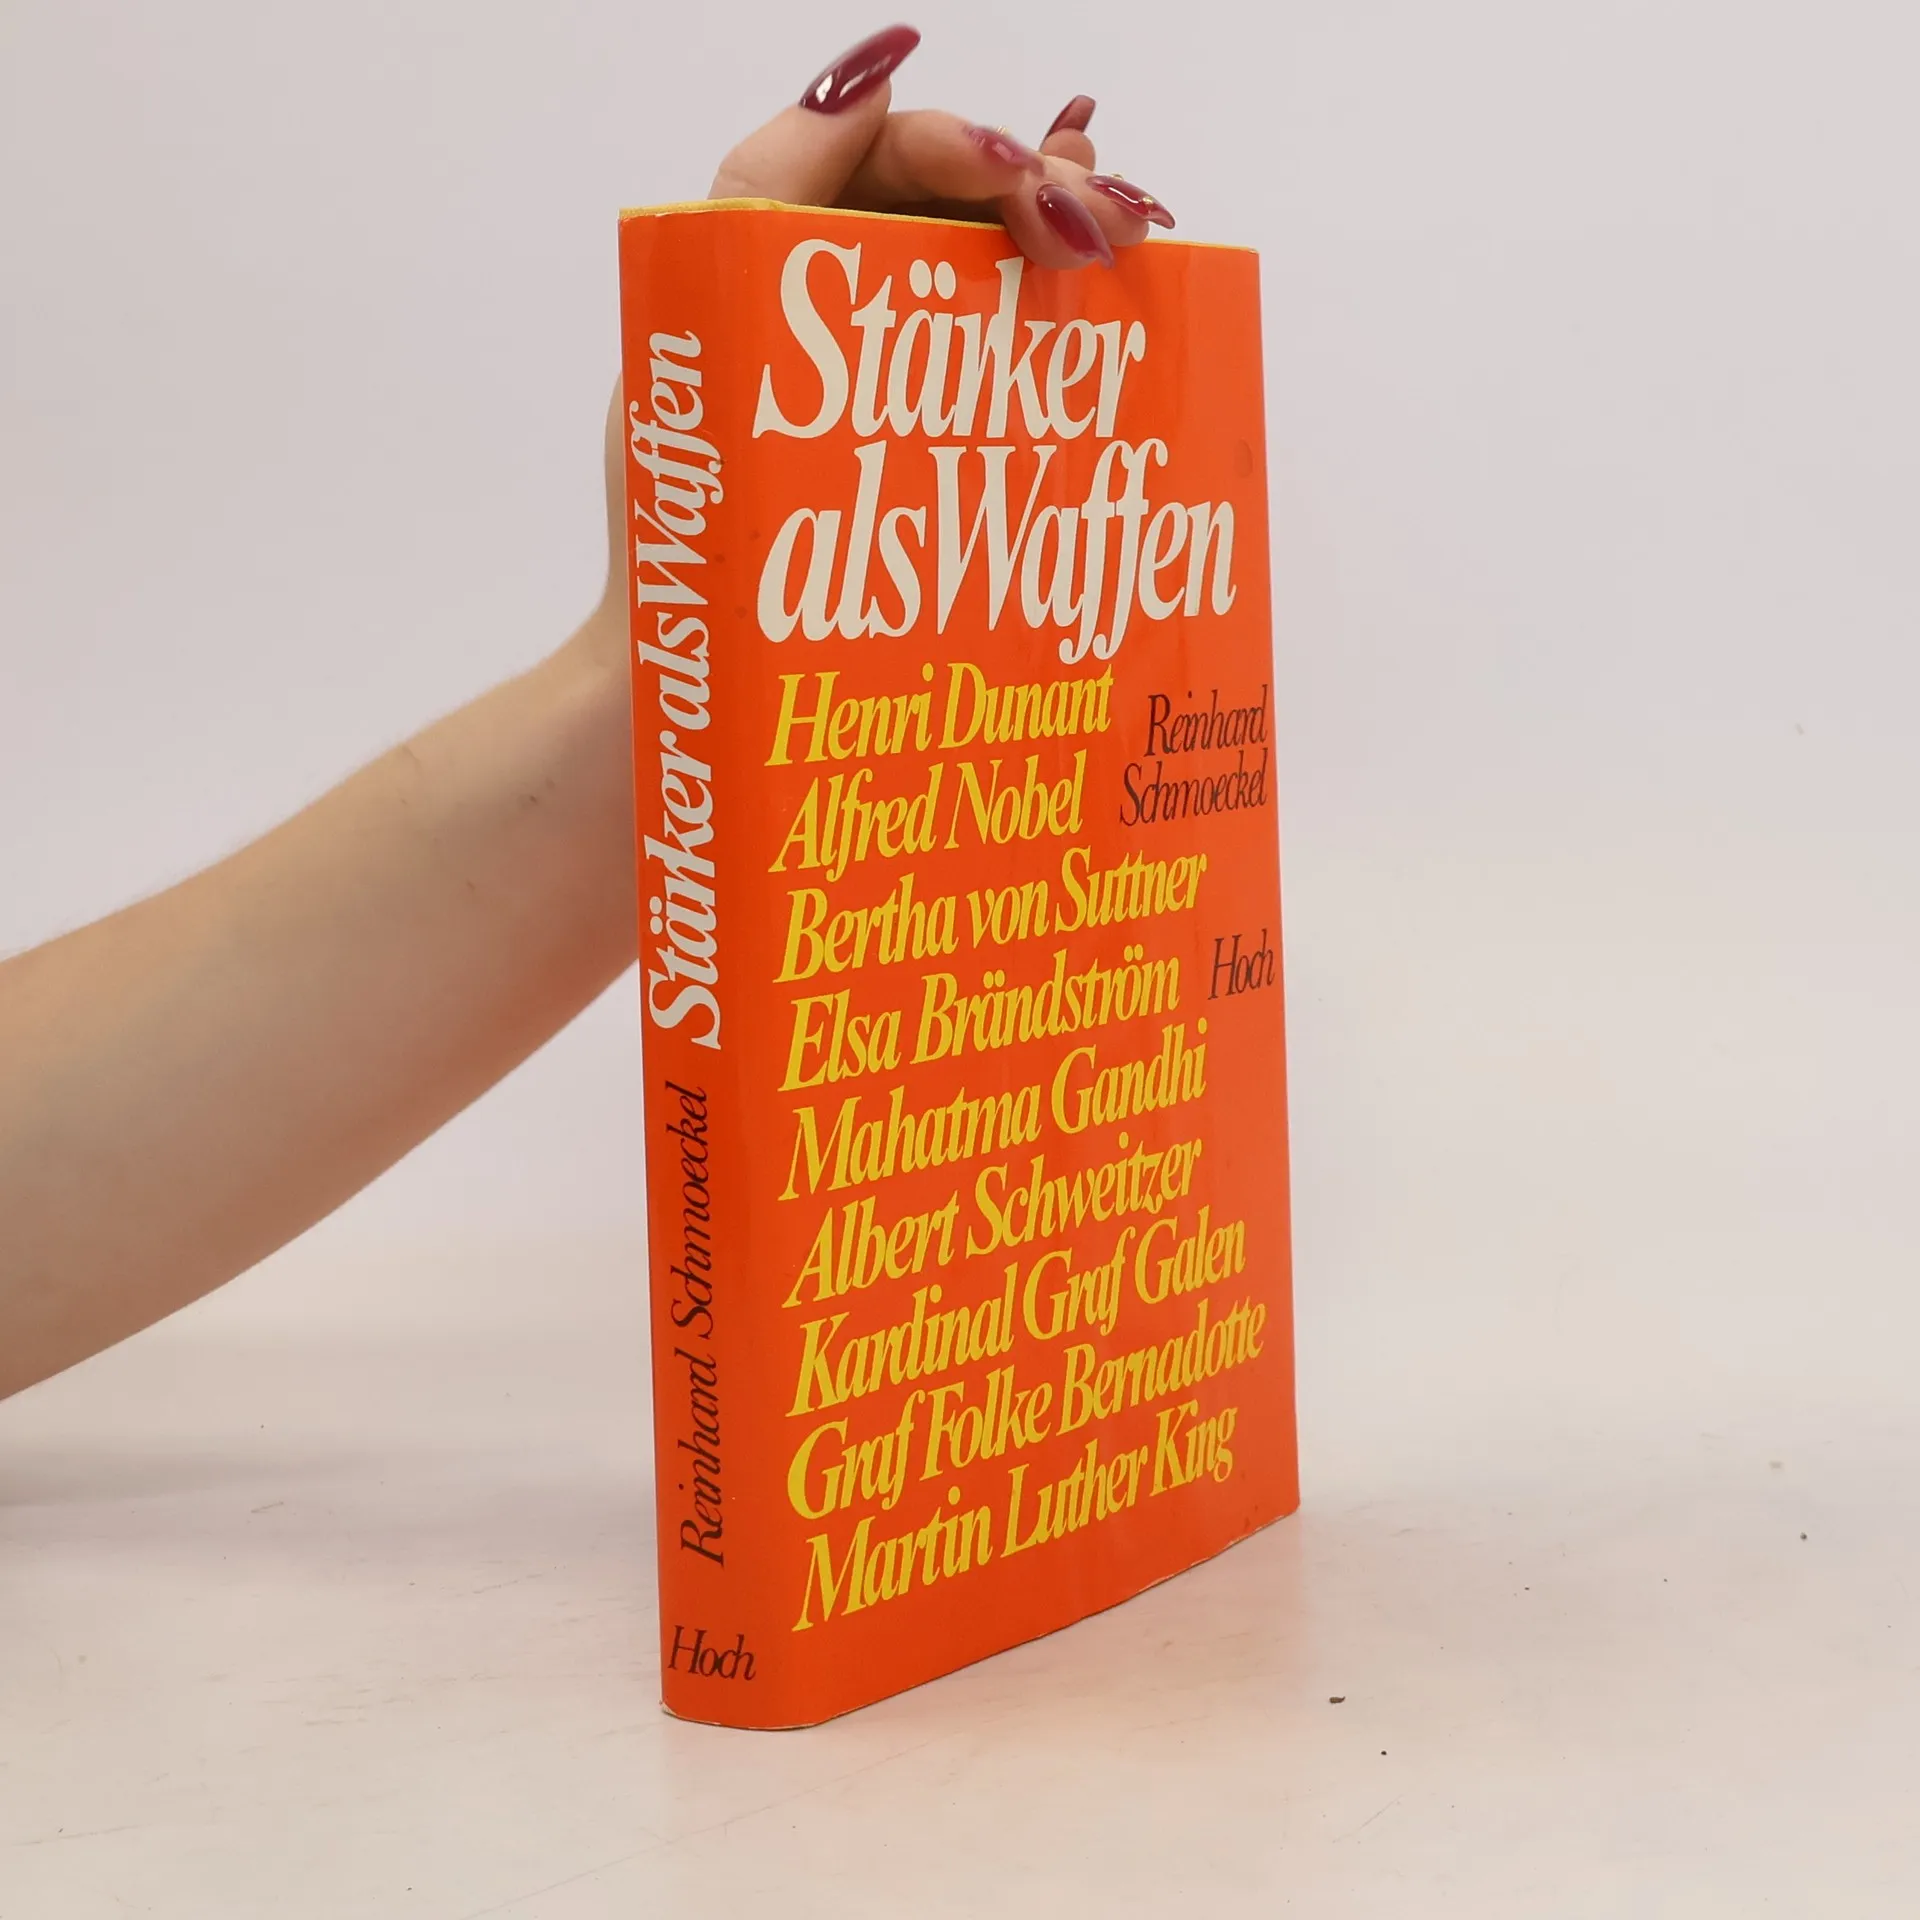 Stärker
als Waffen
Henri Dunant
Alfred Nobel
Bertha von Suttner
Elsa Brändström
Mahatma Gandhi
Albert Schweitzer
Kardinal Graf Galen
Graf Folke Bernadotte
Martin Luther King
Reinhard
Schmoeckel
Hoch
Stärker als Waffen
Reinhard Schmoeckel
Hoch